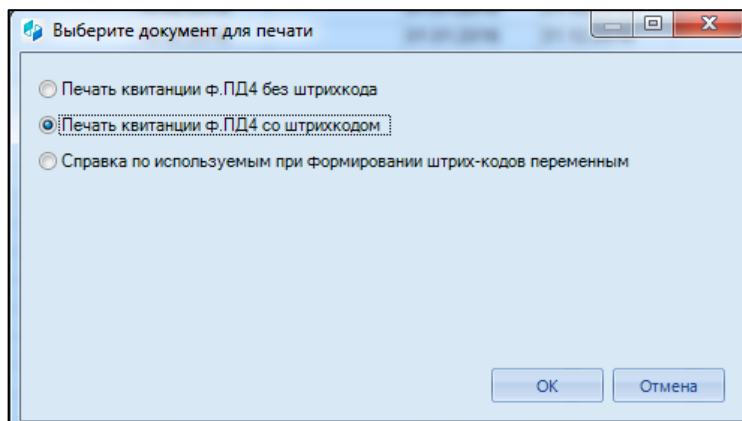 Выберите документ для печати
Печать квитанции ф.ПД4 без штрихкода
Печать квитанции ф.ПД4 со штрихкодом
Справка по используемым при формировании штрих-кодов переменным
OK
Отмена